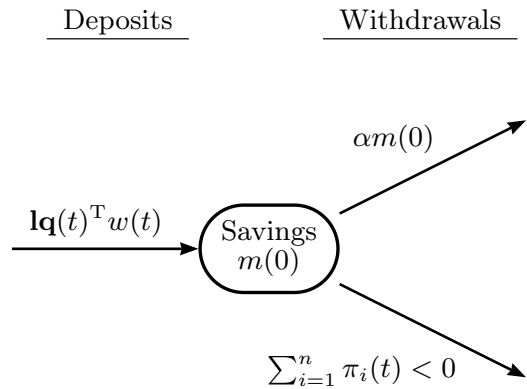 Deposits
Withdrawals
αm(0)
𝐥𝐪(t)ᵀw(t)
Savings
m(0)
∑ⁿᵢ₌₁ πᵢ(t) < 0